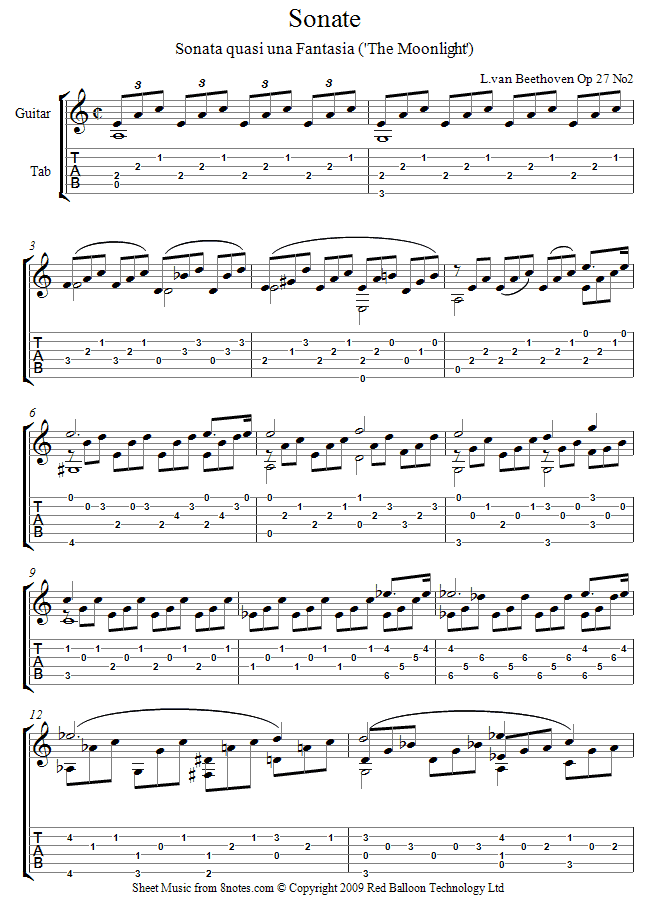 Sonate
Sonata quasi una Fantasia ('The Moonlight')
L.van Beethoven Op 27 No2
Guitar
3 3 3 3
Tab
T A B
3
6
9
12
Sheet Music from 8notes.com © Copyright 2009 Red Balloon Technology Ltd